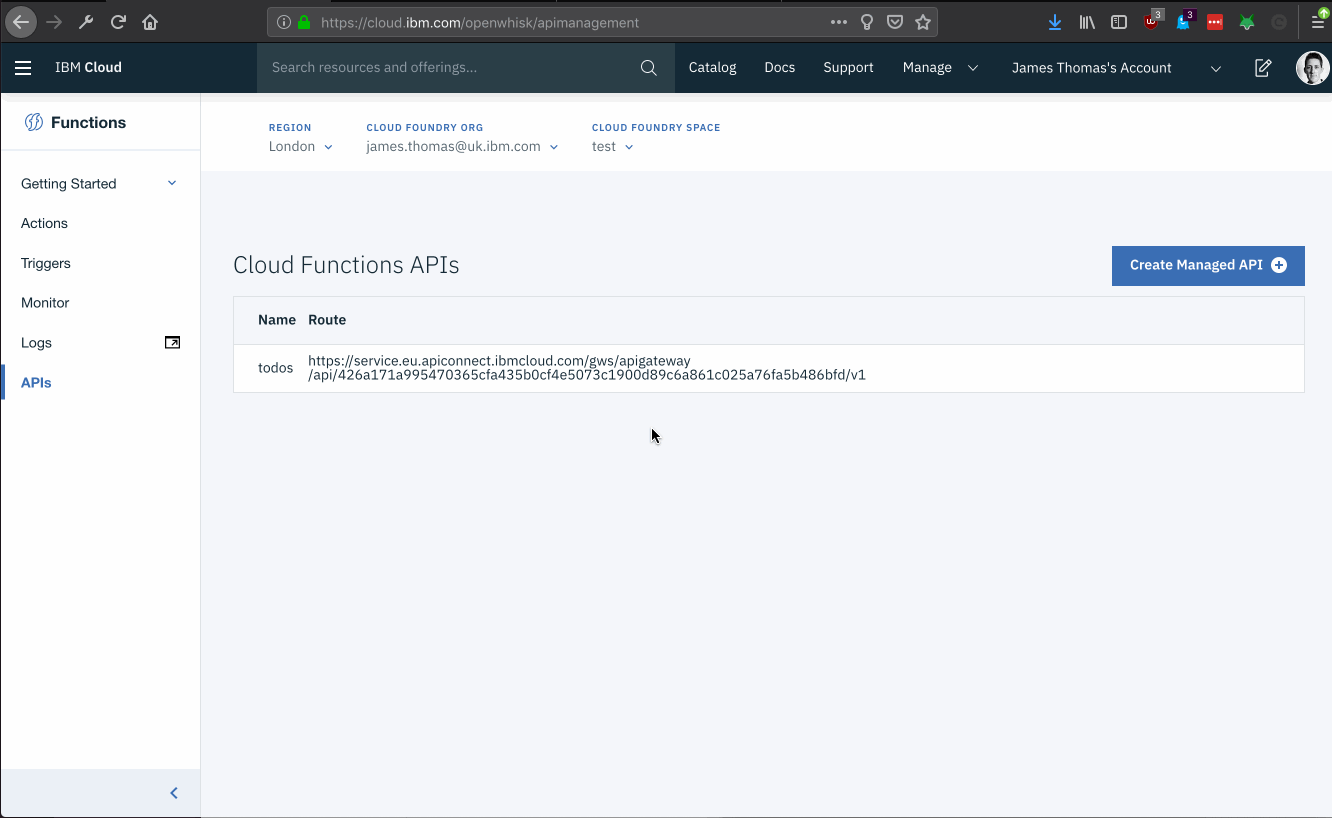 https://cloud.ibm.com/openwhisk/apimanagement
3
3
IBM Cloud
Search resources and offerings...
Catalog
Docs
Support
Manage
James Thomas's Account
Functions
Getting Started
Actions
Triggers
Monitor
Logs
APIs
REGION
London
CLOUD FOUNDRY ORG
james.thomas@uk.ibm.com
CLOUD FOUNDRY SPACE
test
Cloud Functions APIs
Create Managed API
Name Route
todos
https://service.eu.apiconnect.ibmcloud.com/gws/apigateway
/api/426a171a995470365cfa435b0cf4e5073c1900d89c6a861c025a76fa5b486bfd/v1